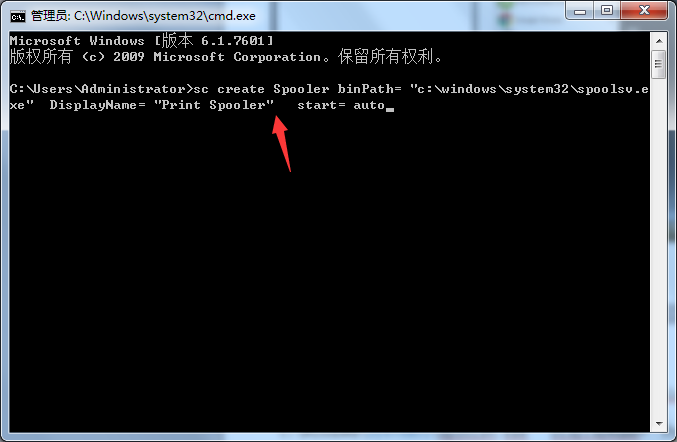 管理员: C:\Windows\system32\cmd.exe
Microsoft Windows [版本 6.1.7601]
版权所有 (c) 2009 Microsoft Corporation。保留所有权利。
C:\Users\Administrator>sc create Spooler binPath= "c:\windows\system32\spoolsv.e
xe"  DisplayName= "Print Spooler"   start= auto